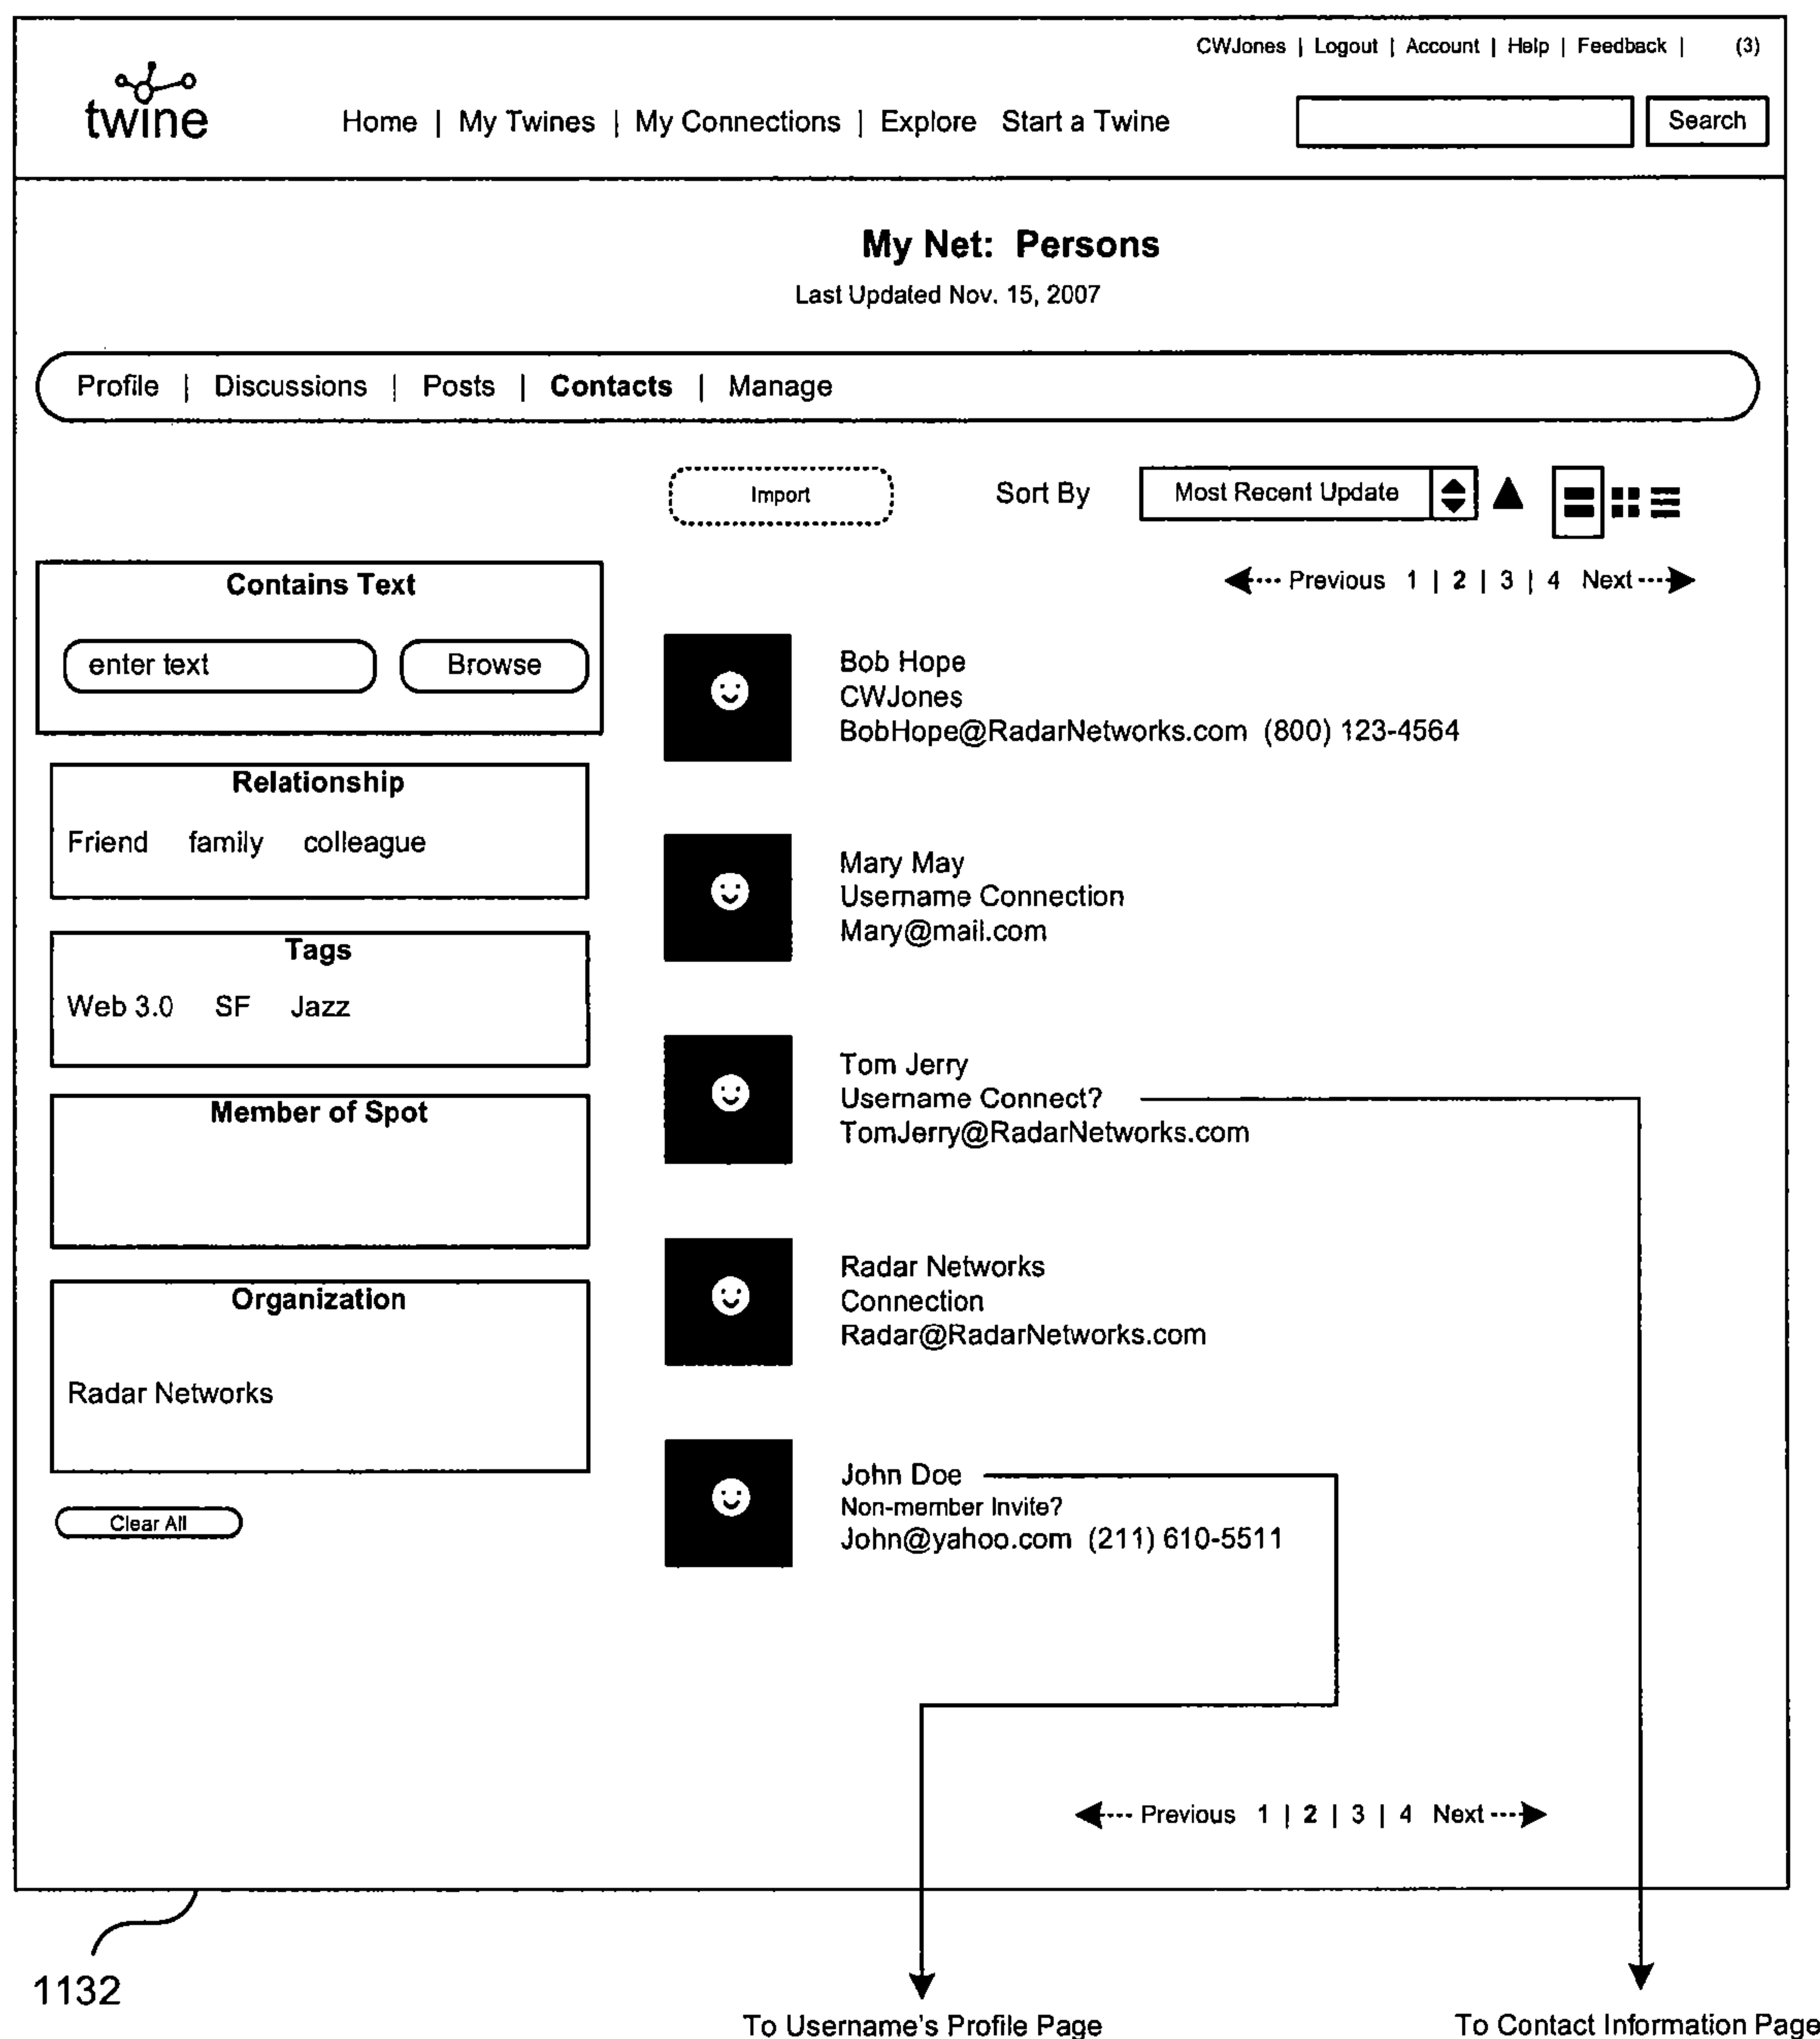 CWJones | Logout | Account | Help | Feedback | (3)
twine
Home | My Twines | My Connections | Explore Start a Twine
Search
My Net: Persons
Last Updated Nov. 15, 2007
Profile | Discussions | Posts | Contacts | Manage
Import
Sort By
Most Recent Update
Previous 1 | 2 | 3 | 4 Next
Contains Text
enter text
Browse
Relationship
Friend family colleague
Tags
Web 3.0 SF Jazz
Member of Spot
Organization
Radar Networks
Clear All
Bob Hope
CWJones
BobHope@RadarNetworks.com (800) 123-4564
Mary May
Username Connection
Mary@mail.com
Tom Jerry
Username Connect?
TomJerry@RadarNetworks.com
Radar Networks
Connection
Radar@RadarNetworks.com
John Doe
Non-member Invite?
John@yahoo.com (211) 610-5511
Previous 1 | 2 | 3 | 4 Next
1132
To Username's Profile Page
To Contact Information Page